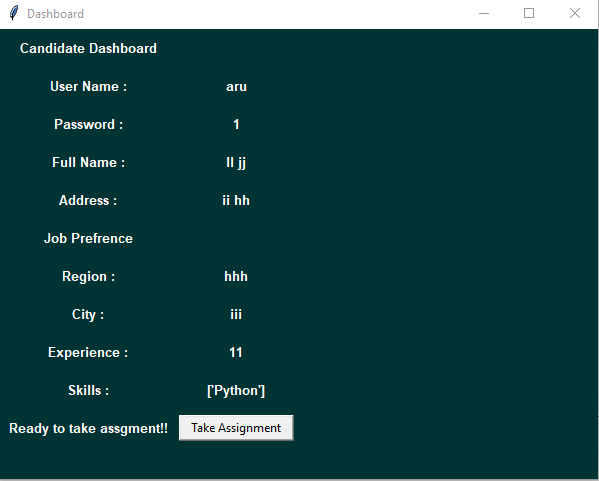 Dashboard
Candidate Dashboard
User Name : aru
Password : 1
Full Name : ll jj
Address : ii hh
Job Prefrence
Region : hhh
City : iii
Experience : 11
Skills : ['Python']
Ready to take assgment!! Take Assignment